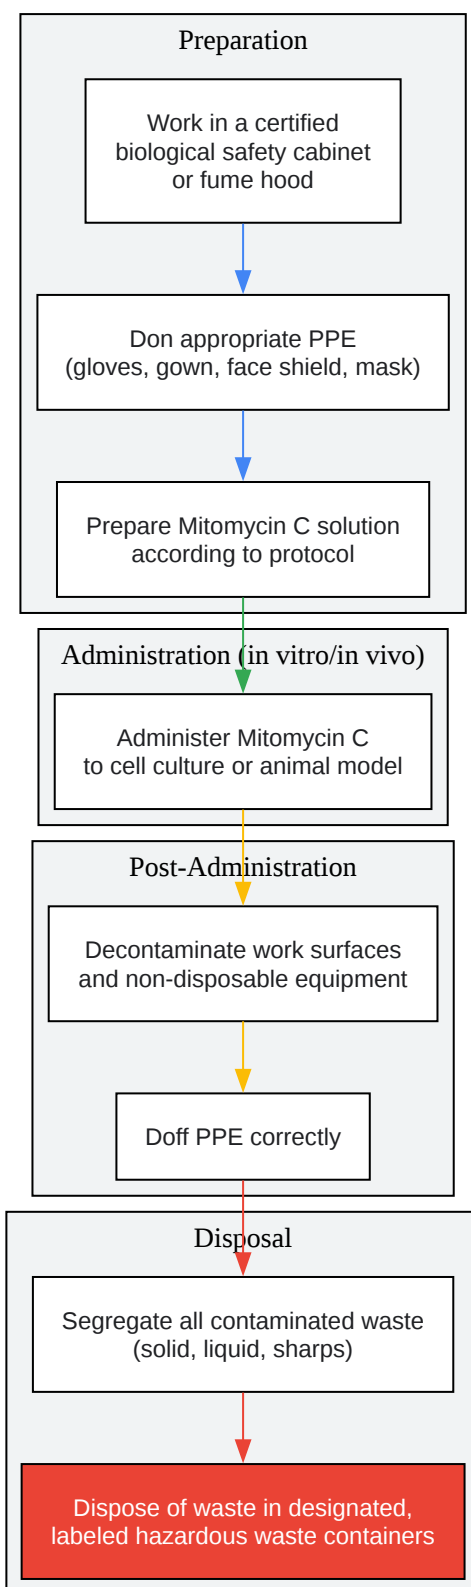 Preparation
Work in a certified
biological safety cabinet
or fume hood
Don appropriate PPE
(gloves, gown, face shield, mask)
Prepare Mitomycin C solution
according to protocol
Administration (in vitro/in vivo)
Administer Mitomycin C
to cell culture or animal model
Post-Administration
Decontaminate work surfaces
and non-disposable equipment
Doff PPE correctly
Disposal
Segregate all contaminated waste
(solid, liquid, sharps)
Dispose of waste in designated,
labeled hazardous waste containers